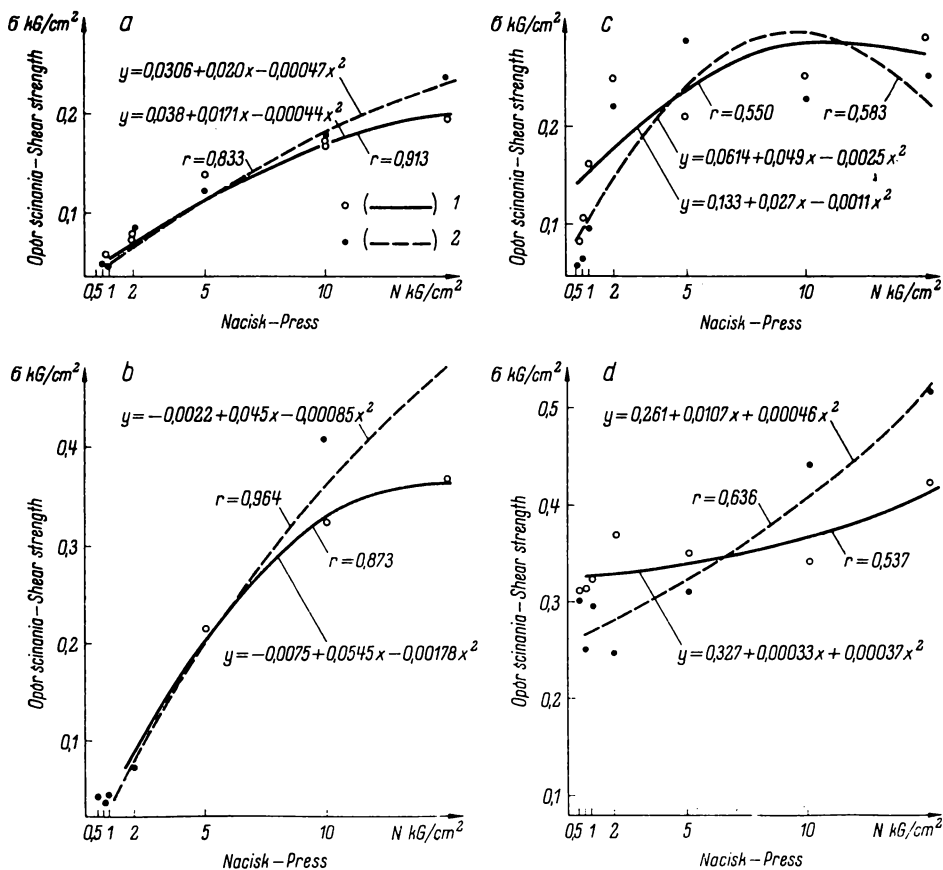 б kG/cm²
a
0,2
0,1
Opór ścinania – Shear strength
y=0,0306+0,020x−0,00047x²
y=0,038+0,0171x−0,00044x²
r=0,833
r=0,913
1
2
0,5 1 2 5 10 N kG/cm²
Nacisk – Press
б kG/cm²
c
0,2
0,1
Opór ścinania – Shear strength
r=0,550
r=0,583
y=0,0614+0,049x−0,0025x²
y=0,133+0,027x−0,0011x²
0,5 1 2 5 10 N kG/cm²
Nacisk – Press
б kG/cm²
b
0,4
0,3
0,2
0,1
Opór ścinania – Shear strength
y=−0,0022+0,045x−0,00085x²
r=0,964
r=0,873
y=−0,0075+0,0545x−0,00178x²
0,5 1 2 5 10 N kG/cm²
Nacisk – Press
б kG/cm²
d
0,5
0,4
0,3
0,2
0,1
Opór ścinania – Shear strength
y=0,261+0,0107x+0,00046x²
r=0,636
r=0,537
y=0,327+0,00033x+0,00037x²
0,5 1 2 5 10 N kG/cm²
Nacisk – Press